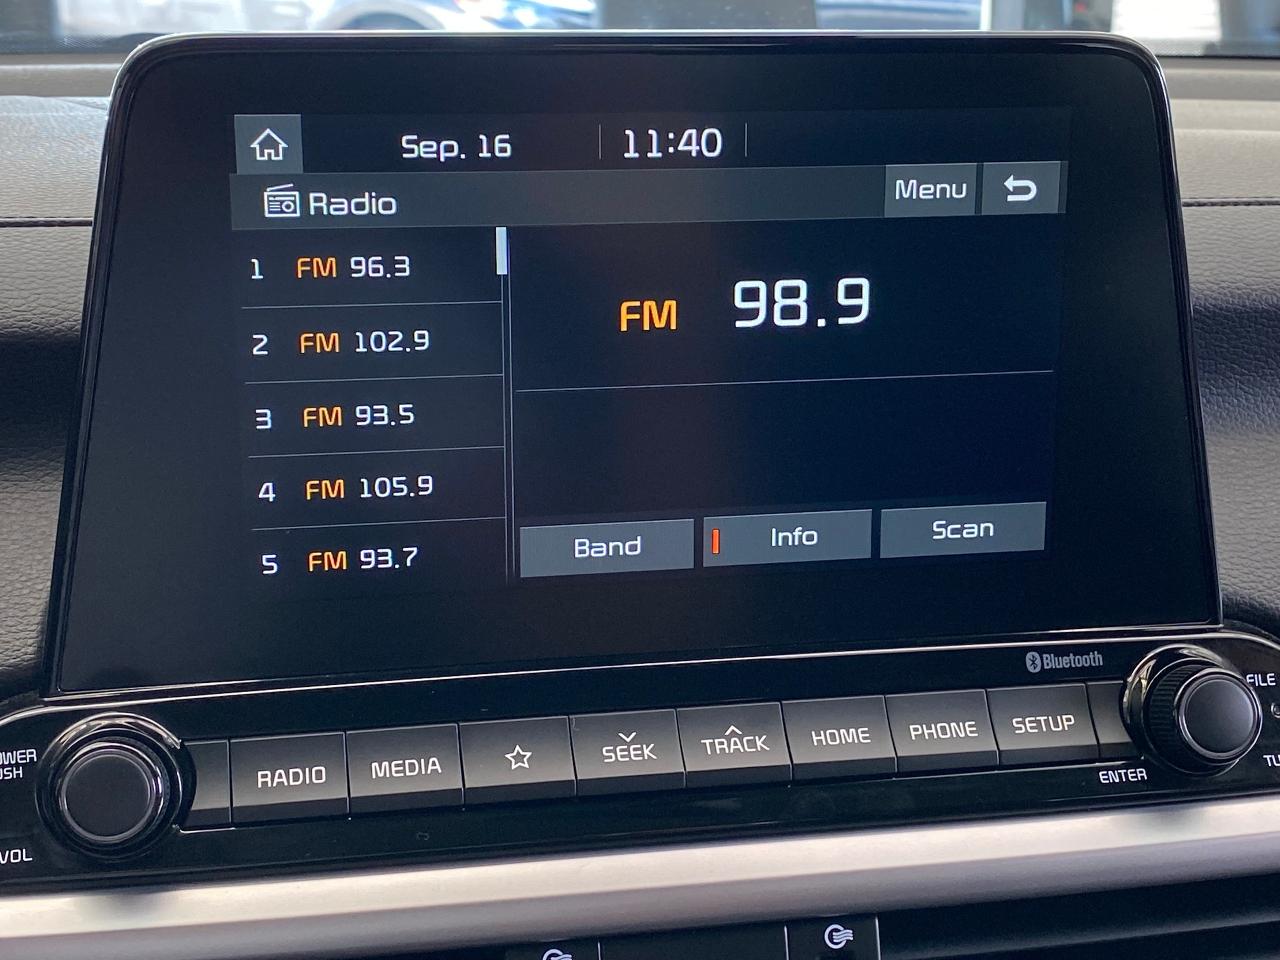 Sep. 16 11:40
Radio Menu
1 FM 96.3
2 FM 102.9
3 FM 93.5
4 FM 105.9
5 FM 93.7
FM 98.9
Band Info Scan
Bluetooth
RADIO MEDIA SEEK TRACK HOME PHONE SETUP
ENTER
VOL
FILE